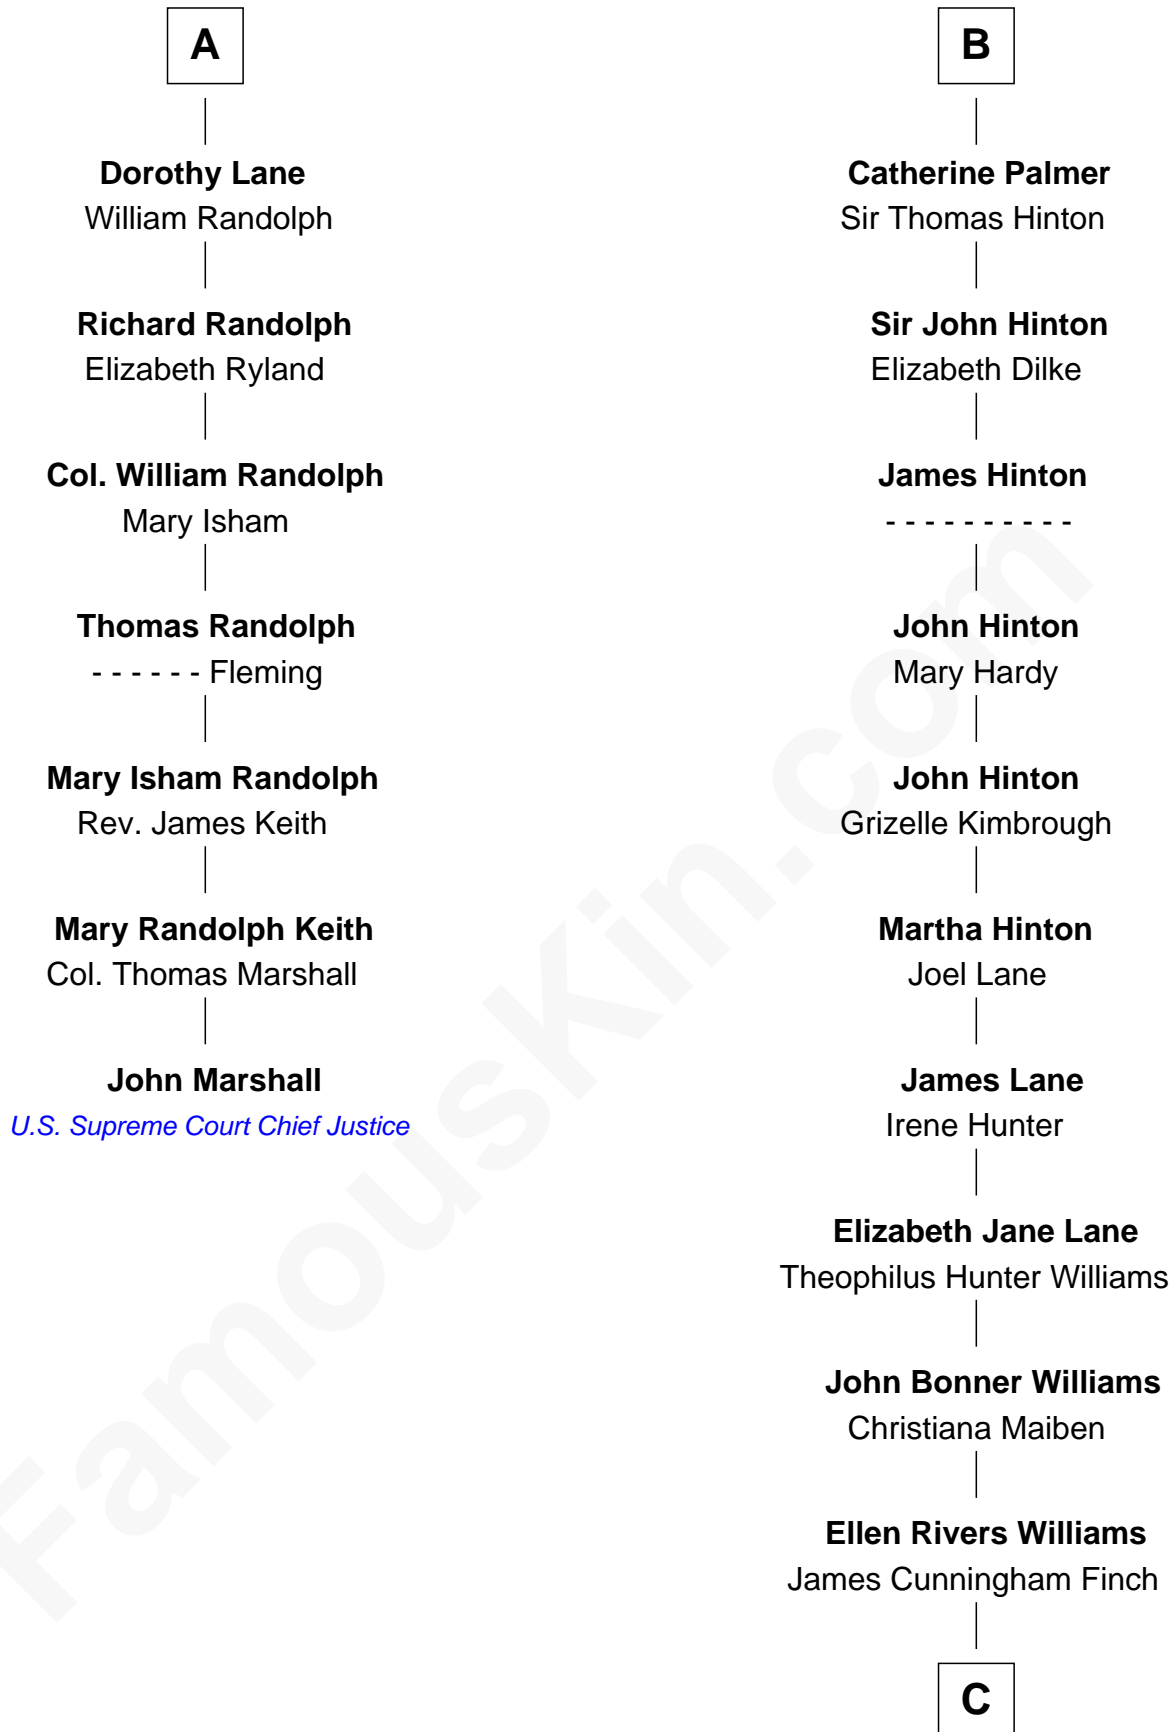 A
Dorothy Lane
William Randolph
Richard Randolph
Elizabeth Ryland
Col. William Randolph
Mary Isham
Thomas Randolph
- - - - - - Fleming
Mary Isham Randolph
Rev. James Keith
Mary Randolph Keith
Col. Thomas Marshall
John Marshall
U.S. Supreme Court Chief Justice
B
Catherine Palmer
Sir Thomas Hinton
Sir John Hinton
Elizabeth Dilke
James Hinton
- - - - - - - - - -
John Hinton
Mary Hardy
John Hinton
Grizelle Kimbrough
Martha Hinton
Joel Lane
James Lane
Irene Hunter
Elizabeth Jane Lane
Theophilus Hunter Williams
John Bonner Williams
Christiana Maiben
Ellen Rivers Williams
James Cunningham Finch
C
FamousKin.com